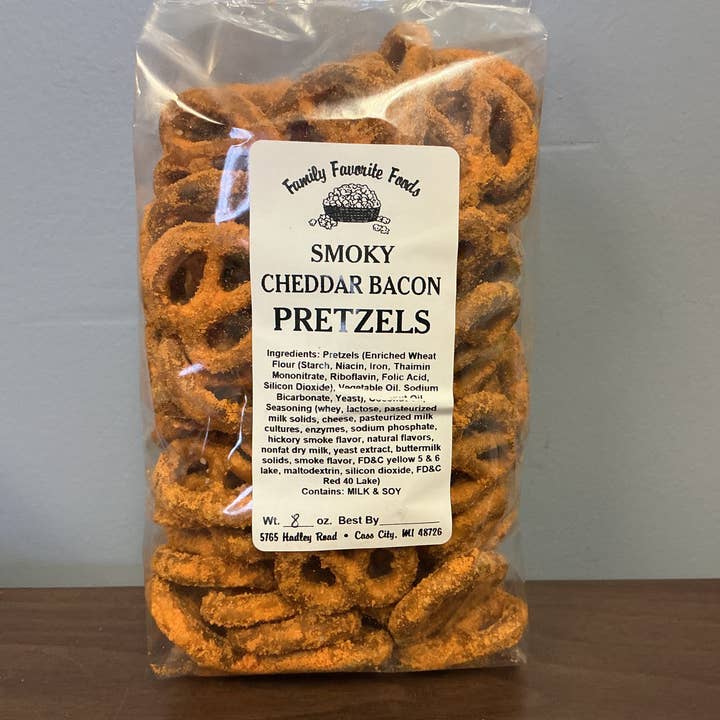 Family Favorite Foods
SMOKY
CHEDDAR BACON
PRETZELS
Ingredients: Pretzels (Enriched Wheat
Flour (Starch, Niacin, Iron, Thaimin
Mononitrate, Riboflavin, Folic Acid,
Silicon Dioxide), Vegetable Oil, Sodium
Bicarbonate, Yeast), Coconut Oil,
Seasoning (whey, lactose, pasteurized
milk solids, cheese, pasteurized milk
cultures, enzymes, sodium phosphate,
hickory smoke flavor, natural flavors,
nonfat dry milk, yeast extract, buttermilk
solids, smoke flavor, FD&C yellow 5 & 6
lake, maltodextrin, silicon dioxide, FD&C
Red 40 Lake)
Contains: MILK & SOY
Wt. 8 oz. Best By
5765 Hadley Road • Cass City, MI 48726